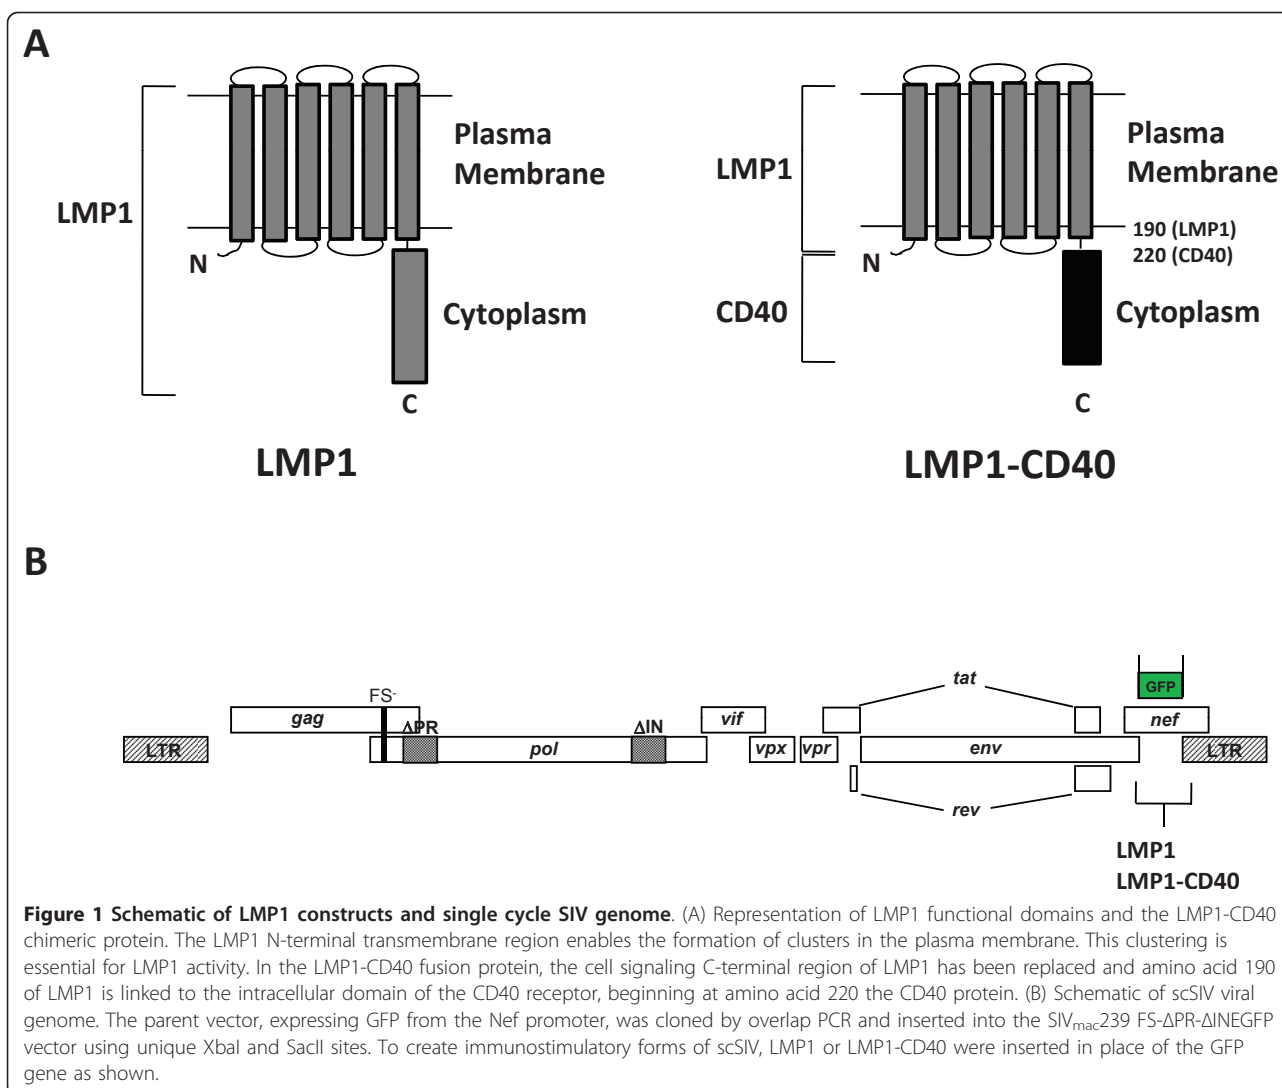 A
LMP1
Plasma
Membrane
N
Cytoplasm
C
LMP1
LMP1
CD40
Plasma
Membrane
190 (LMP1)
220 (CD40)
N
Cytoplasm
C
LMP1-CD40
B
LTR
gag
FS-
ΔPR
pol
ΔIN
vif
vpx
vpr
tat
env
rev
GFP
nef
LTR
LMP1
LMP1-CD40
Figure 1 Schematic of LMP1 constructs and single cycle SIV genome. (A) Representation of LMP1 functional domains and the LMP1-CD40
chimeric protein. The LMP1 N-terminal transmembrane region enables the formation of clusters in the plasma membrane. This clustering is
essential for LMP1 activity. In the LMP1-CD40 fusion protein, the cell signaling C-terminal region of LMP1 has been replaced and amino acid 190
of LMP1 is linked to the intracellular domain of the CD40 receptor, beginning at amino acid 220 the CD40 protein. (B) Schematic of scSIV viral
genome. The parent vector, expressing GFP from the Nef promoter, was cloned by overlap PCR and inserted into the SIVmac239 FS-ΔPR-ΔINEGFP
vector using unique XbaI and SacII sites. To create immunostimulatory forms of scSIV, LMP1 or LMP1-CD40 were inserted in place of the GFP
gene as shown.